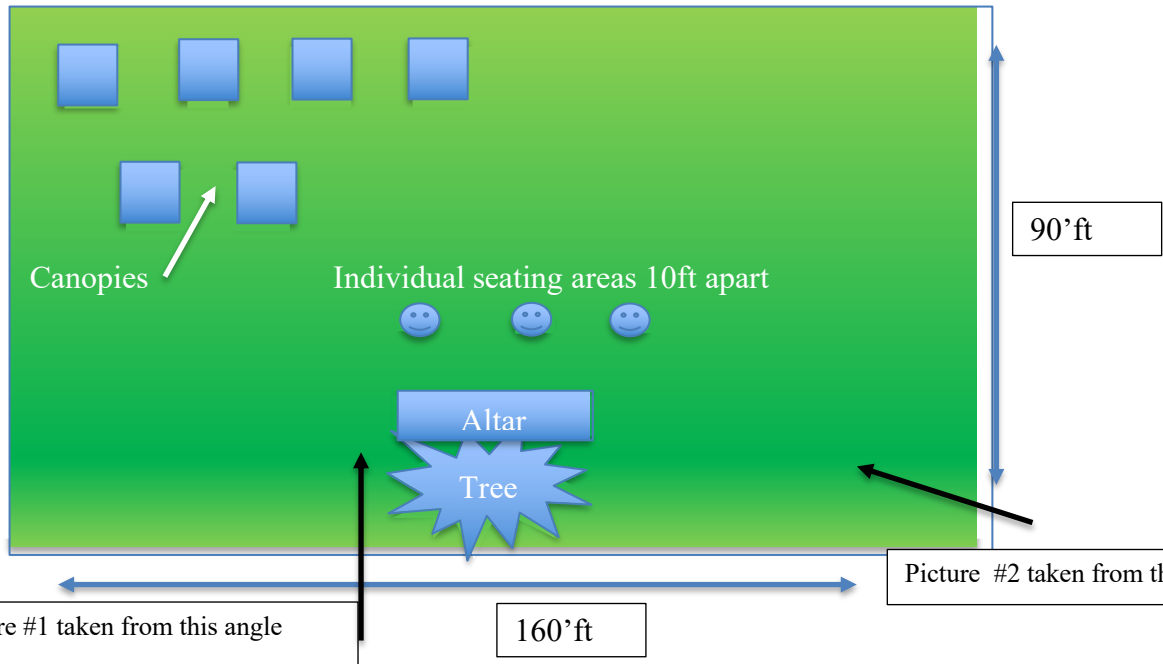 90’ft
Canopies
Individual seating areas 10ft apart
Altar
Tree
Picture #2 taken from th
re #1 taken from this angle
160’ft